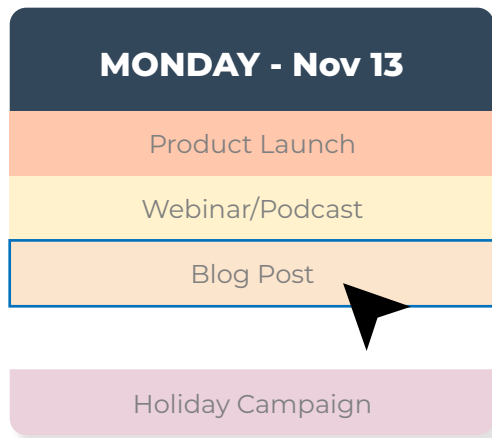 MONDAY - Nov 13
Product Launch
Webinar/Podcast
Blog Post
Holiday Campaign